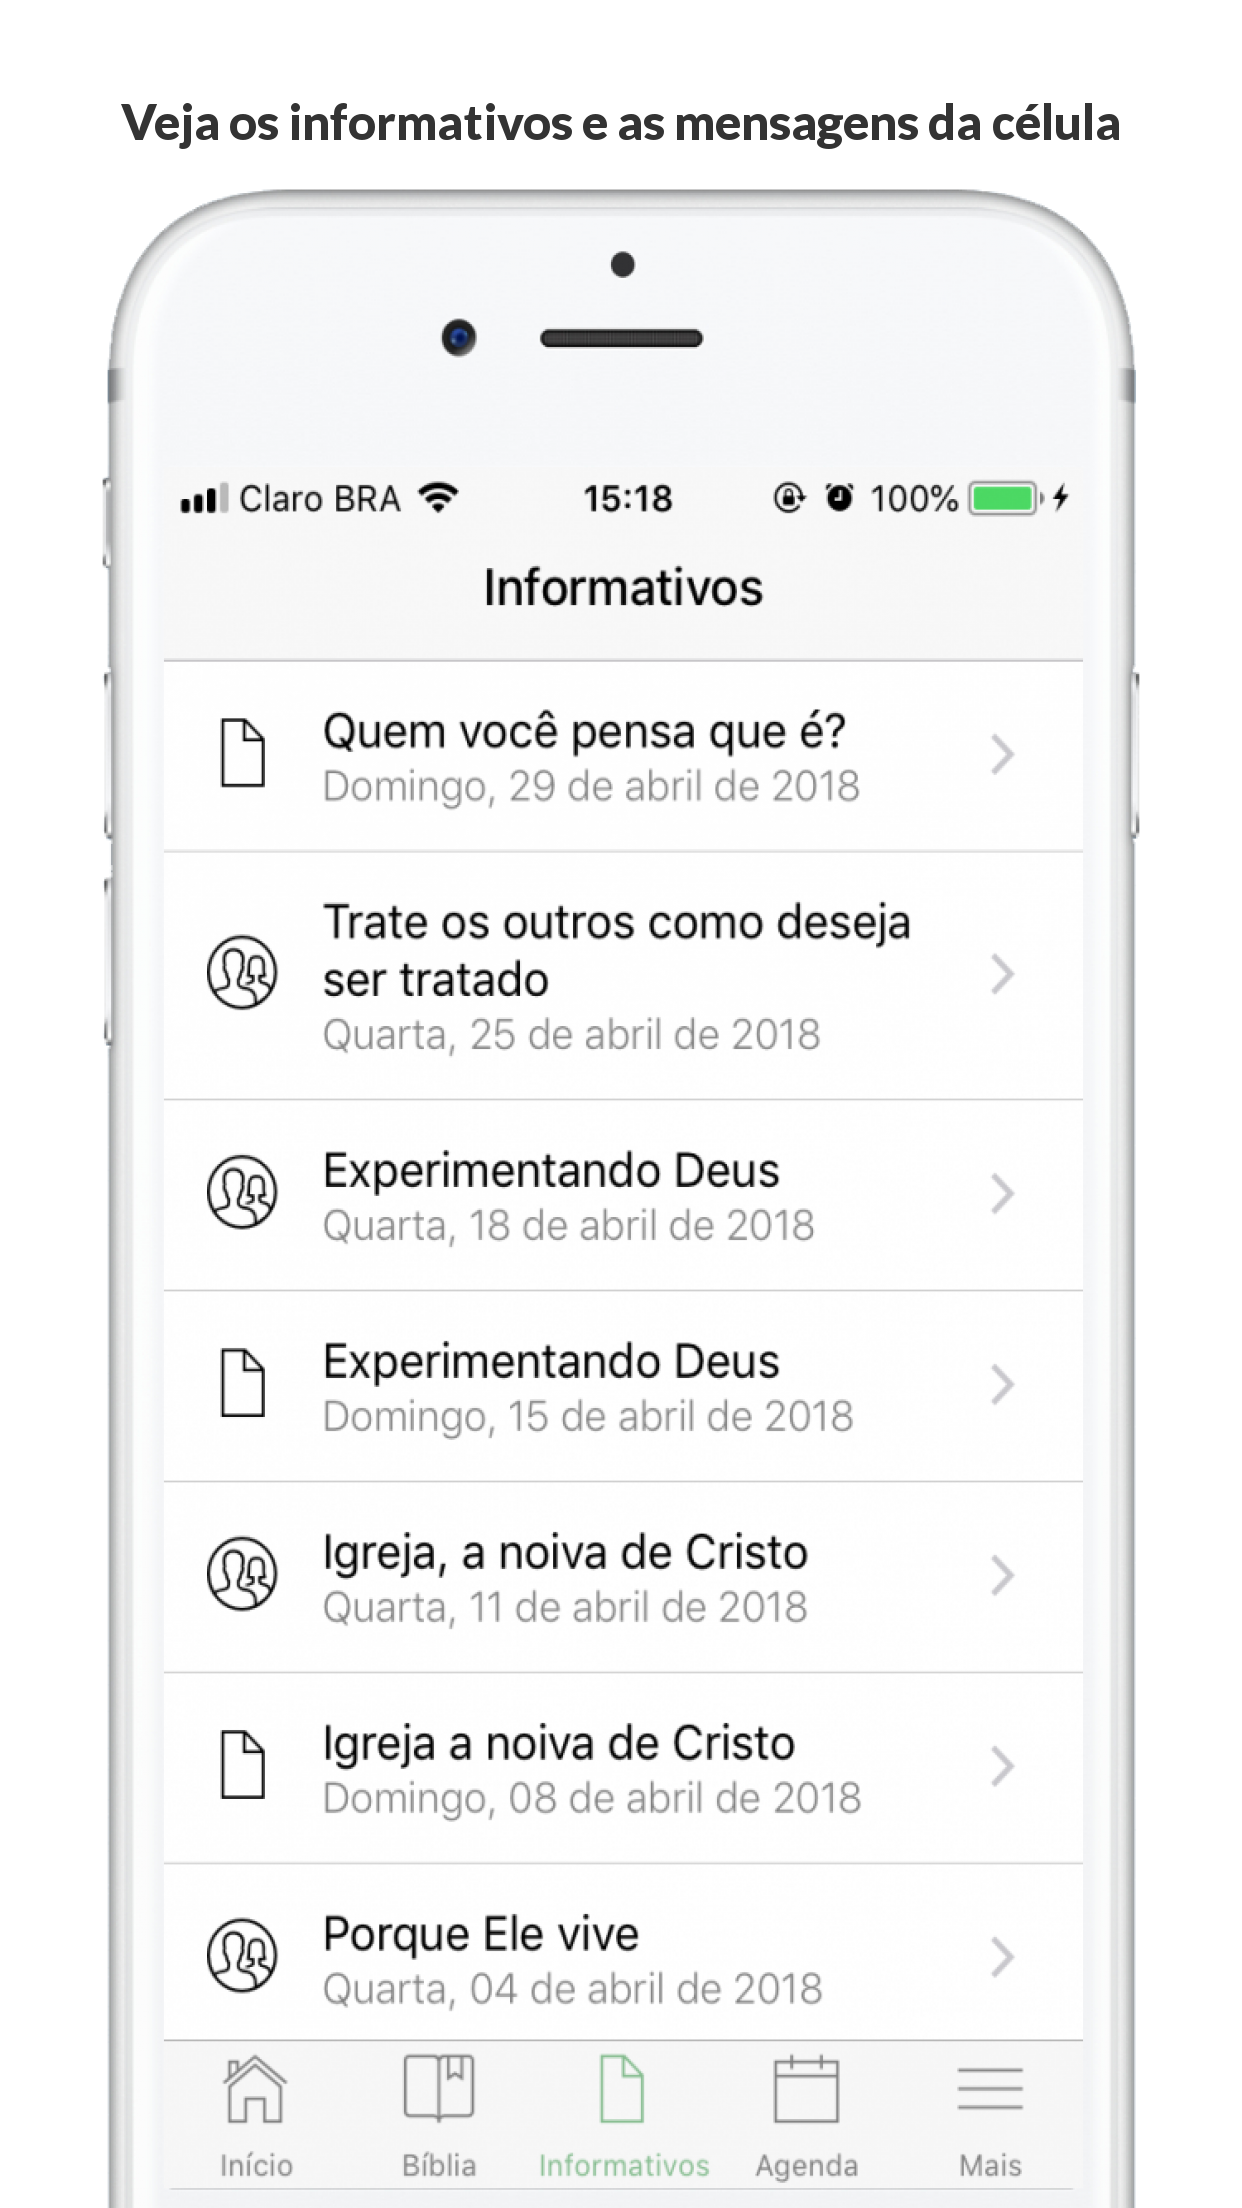 Veja os informativos e as mensagens da célula
Claro BRA 15:18 100%
Informativos
Quem você pensa que é?
Domingo, 29 de abril de 2018
Trate os outros como deseja
ser tratado
Quarta, 25 de abril de 2018
Experimentando Deus
Quarta, 18 de abril de 2018
Experimentando Deus
Domingo, 15 de abril de 2018
Igreja, a noiva de Cristo
Quarta, 11 de abril de 2018
Igreja a noiva de Cristo
Domingo, 08 de abril de 2018
Porque Ele vive
Quarta, 04 de abril de 2018
Início Bíblia Informativos Agenda Mais